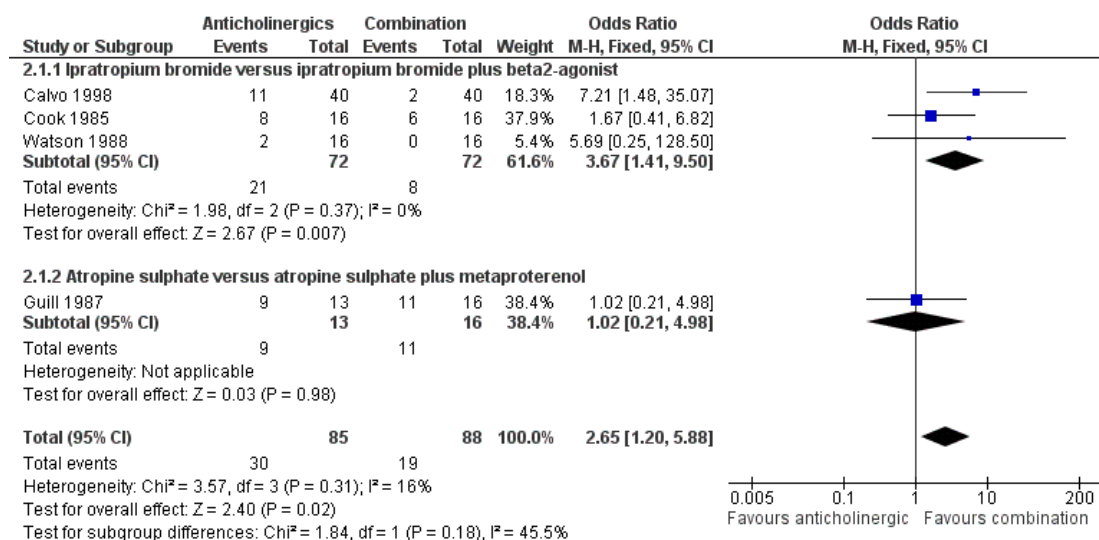 Anticholinergics Combination Odds Ratio Odds Ratio
Study or Subgroup Events Total Events Total Weight M-H, Fixed, 95% CI M-H, Fixed, 95% CI
2.1.1 Ipratropium bromide versus ipratropium bromide plus beta2-agonist
Calvo 1998 11 40 2 40 18.3% 7.21 [1.48, 35.07]
Cook 1985 8 16 6 16 37.9% 1.67 [0.41, 6.82]
Watson 1988 2 16 0 16 5.4% 5.69 [0.25, 128.50]
Subtotal (95% CI) 72 72 61.6% 3.67 [1.41, 9.50]
Total events 21 8
Heterogeneity: Chi² = 1.98, df = 2 (P = 0.37); I² = 0%
Test for overall effect: Z = 2.67 (P = 0.007)
2.1.2 Atropine sulphate versus atropine sulphate plus metaproterenol
Guill 1987 9 13 11 16 38.4% 1.02 [0.21, 4.98]
Subtotal (95% CI) 13 16 38.4% 1.02 [0.21, 4.98]
Total events 9 11
Heterogeneity: Not applicable
Test for overall effect: Z = 0.03 (P = 0.98)
Total (95% CI) 85 88 100.0% 2.65 [1.20, 5.88]
Total events 30 19
Heterogeneity: Chi² = 3.57, df = 3 (P = 0.31); I² = 16%
Test for overall effect: Z = 2.40 (P = 0.02)
Test for subgroup differences: Chi² = 1.84, df = 1 (P = 0.18), I² = 45.5%
0.005 0.1 1 10 200
Favours anticholinergic Favours combination